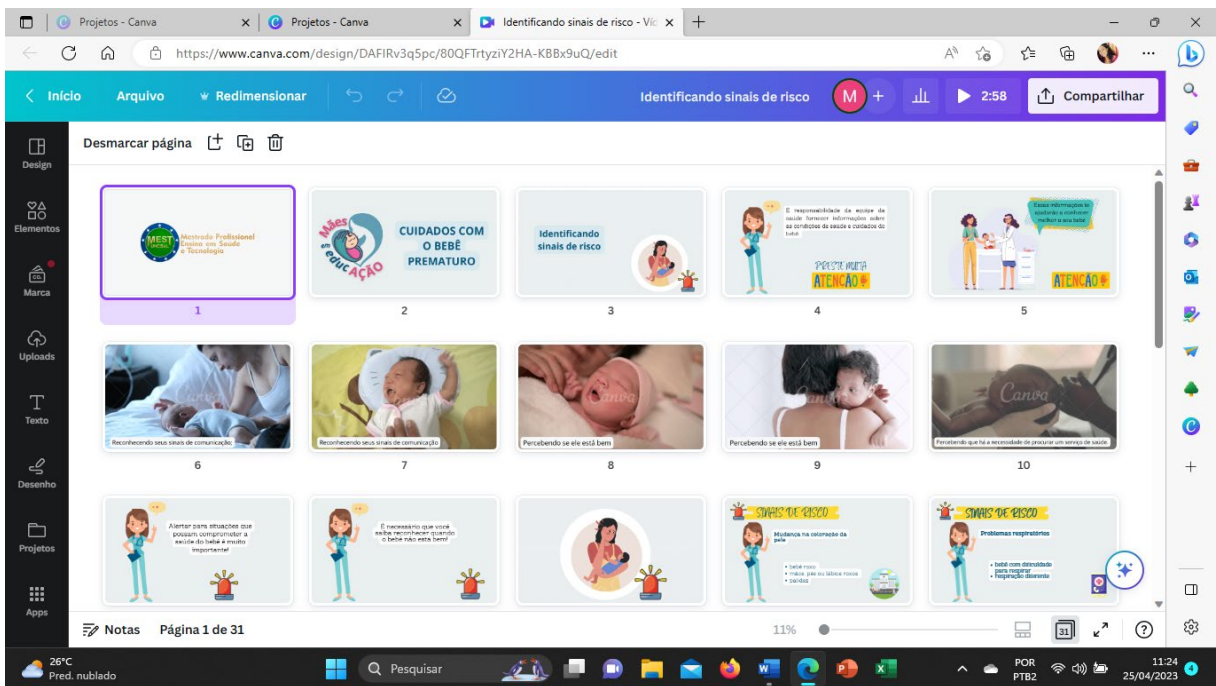 Projetos - Canva
Projetos - Canva
Identificando sinais de risco - Víd
https://www.canva.com/design/DAFIRv3q5pc/80QFTrtyziY2HA-KBBx9uQ/edit
Início
Arquivo
Redimensionar
Identificando sinais de risco
M
2:58
Compartilhar
Design
Elementos
Marca
Uploads
Texto
Desenho
Projetos
Apps
Desmarcar página
MEST
Mestrado Profissional
Ensino em Saúde
e Tecnologia
1
Mães
e
educAÇÃO
CUIDADOS COM
O BEBÊ
PREMATURO
2
Identificando
sinais de risco
3
É responsabilidade da equipe de
saúde fornecer informações sobre
as condições de saúde e cuidados do
bebê
PRESTE MUITA
ATENÇÃO
4
Essas informações te
ajudarão a conhecer
melhor o seu bebê
ATENÇÃO
5
Canva
Reconhecendo seus sinais de comunicação;
6
Reconhecendo seus sinais de comunicação
7
Canva
Percebendo se ele está bem
8
Canva
Percebendo se ele está bem
9
Canva
Percebendo que há a necessidade de procurar um serviço de saúde
10
Alertar para situações que
possam comprometer a
saúde do bebê é muito
importante!
É necessário que você
saiba reconhecer quando
o bebê não esta bem!
SINAIS DE RISCO
Mudança na coloração da
pele
• bebê roxo
• mãos, pés ou lábios roxos
• palidez
SINAIS DE RISCO
Problemas respiratórios
• bebê com dificuldade
para respirar
• respiração diferente
Notas
Página 1 de 31
11%
31
26°C
Pred. nublado
Pesquisar
POR
PTB2
11:24
25/04/2023
4